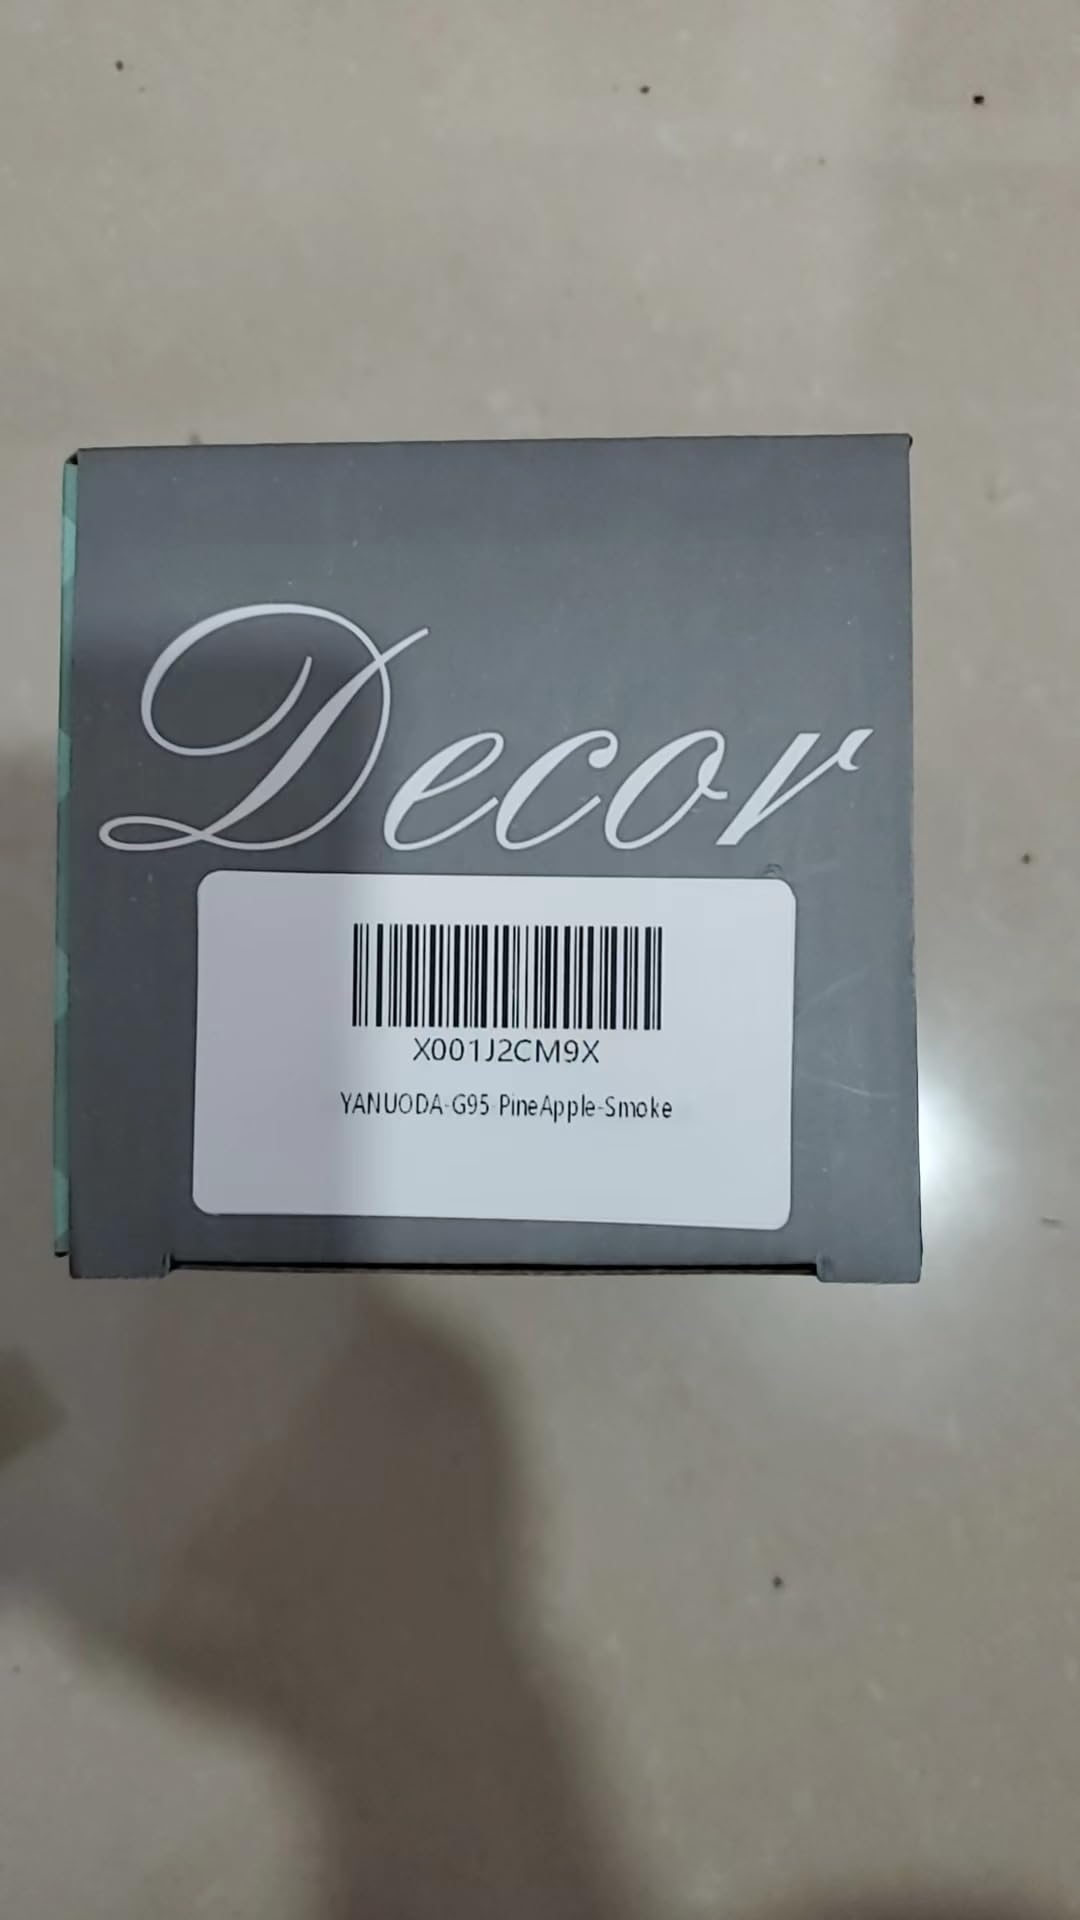 Decor
X001J2CM9X
YANUODA-G95-PineApple-Smoke